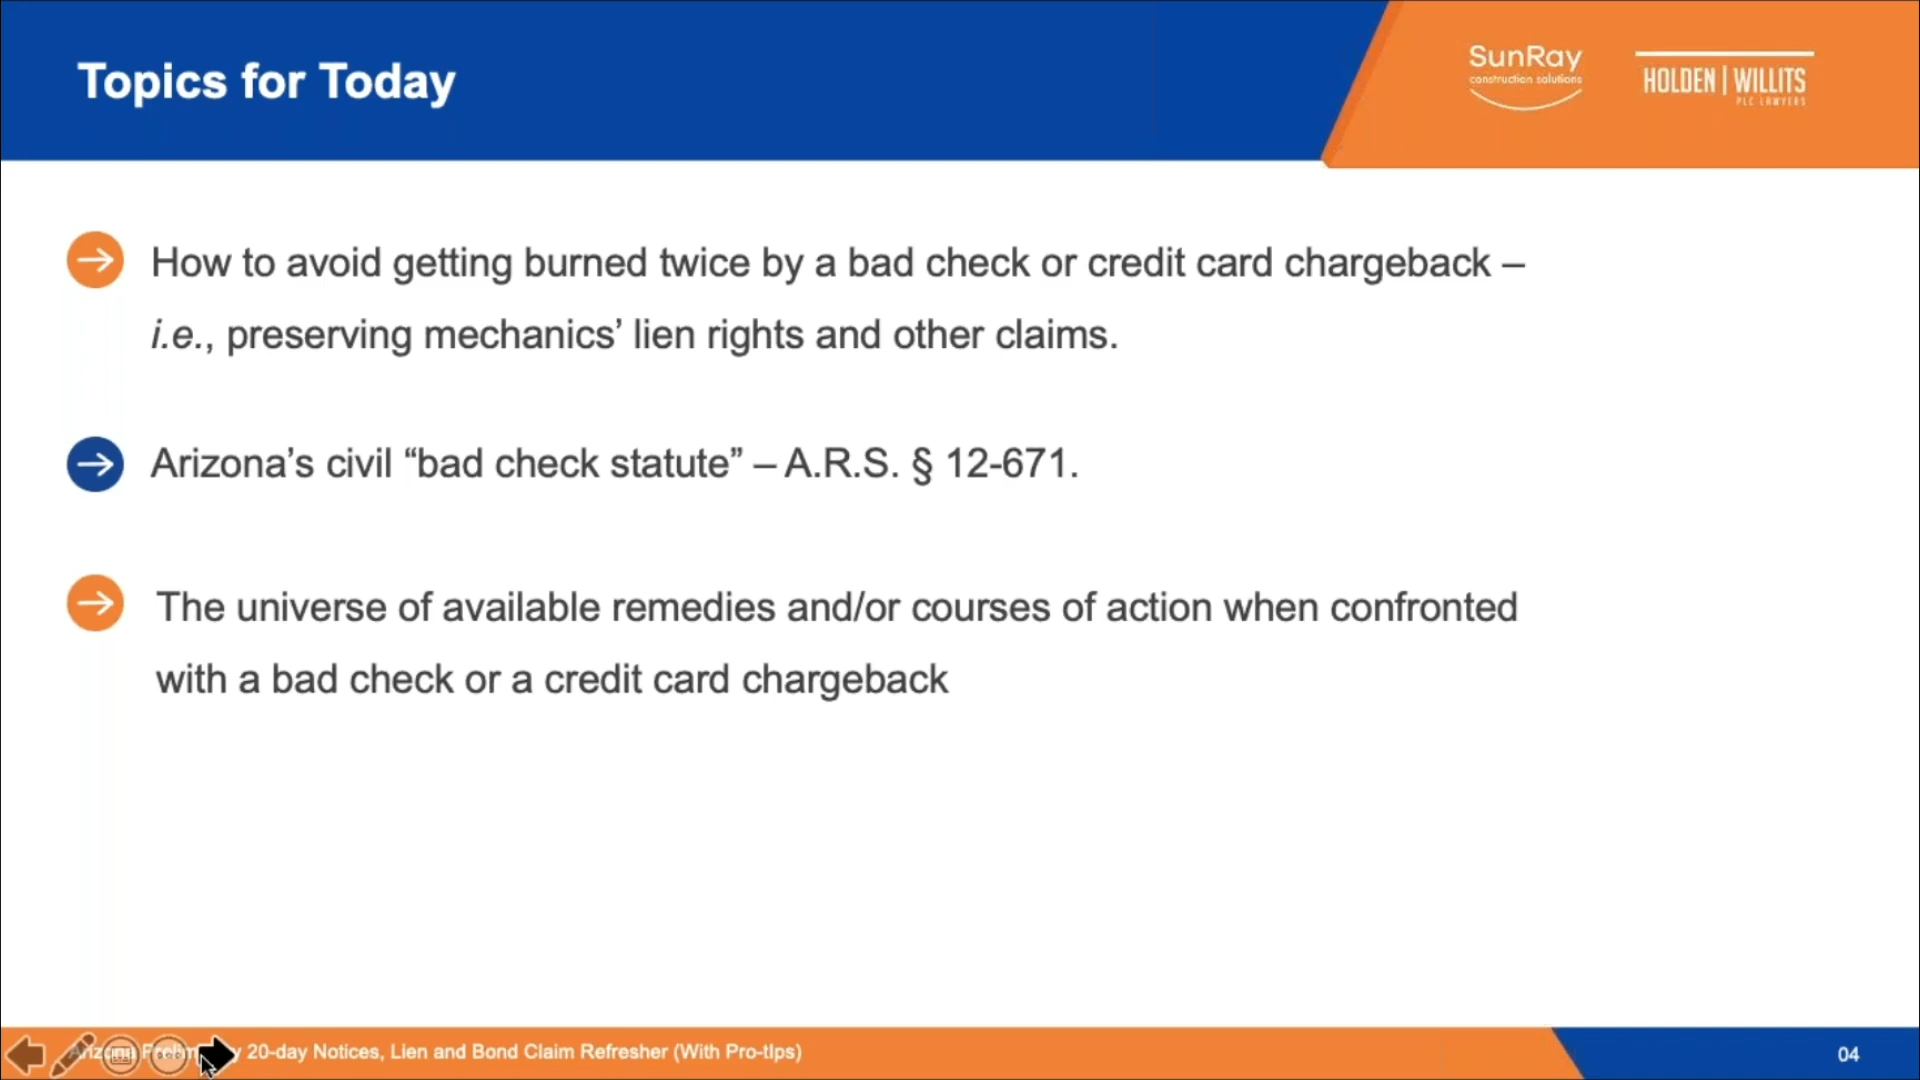 Topics for Today
SunRay
construction solutions
HOLDEN | WILLITS
PLC LAWYERS
How to avoid getting burned twice by a bad check or credit card chargeback –
i.e., preserving mechanics’ lien rights and other claims.
Arizona’s civil “bad check statute” – A.R.S. § 12-671.
The universe of available remedies and/or courses of action when confronted
with a bad check or a credit card chargeback
Arizona 20-day Notices, Lien and Bond Claim Refresher (With Pro-tIps)
04